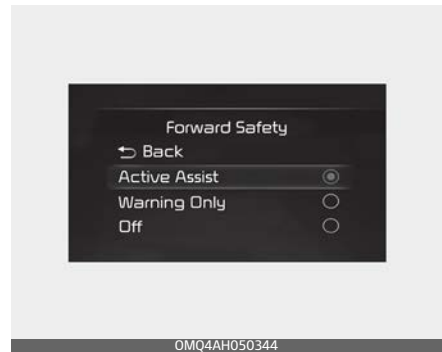 Forward Safety
Back
Active Assist
Warning Only
Off
OMQ4AH050344